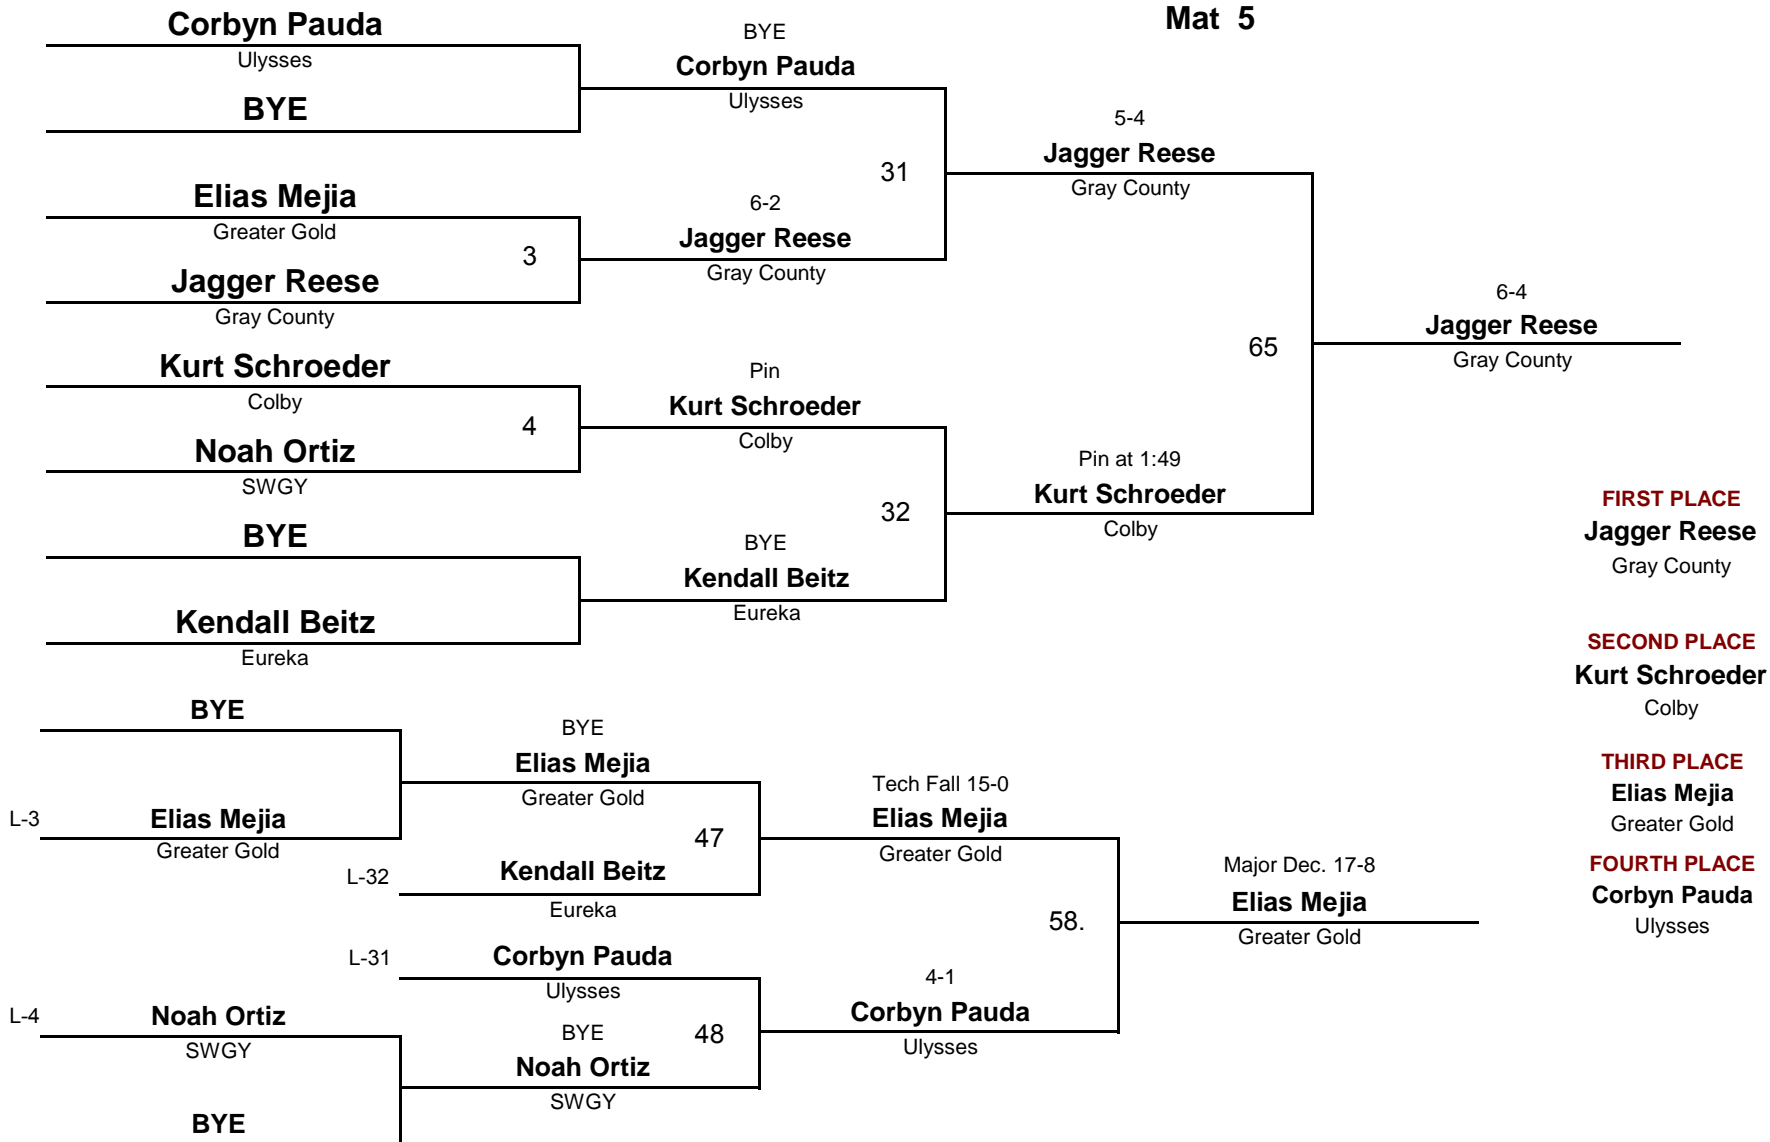 Mat 5
Corbyn Pauda
Ulysses
BYE
Elias Mejia
Greater Gold
3
Jagger Reese
Gray County
Kurt Schroeder
Colby
4
Noah Ortiz
SWGY
BYE
Kendall Beitz
Eureka
BYE
Corbyn Pauda
Ulysses
31
6-2
Jagger Reese
Gray County
Pin
Kurt Schroeder
Colby
32
BYE
Kendall Beitz
Eureka
5-4
Jagger Reese
Gray County
65
Pin at 1:49
Kurt Schroeder
Colby
6-4
Jagger Reese
Gray County
FIRST PLACE
Jagger Reese
Gray County
SECOND PLACE
Kurt Schroeder
Colby
THIRD PLACE
Elias Mejia
Greater Gold
FOURTH PLACE
Corbyn Pauda
Ulysses
BYE
L-3
Elias Mejia
Greater Gold
L-4
Noah Ortiz
SWGY
BYE
BYE
Elias Mejia
Greater Gold
47
L-32
Kendall Beitz
Eureka
L-31
Corbyn Pauda
Ulysses
48
BYE
Noah Ortiz
SWGY
Tech Fall 15-0
Elias Mejia
Greater Gold
58.
4-1
Corbyn Pauda
Ulysses
Major Dec. 17-8
Elias Mejia
Greater Gold